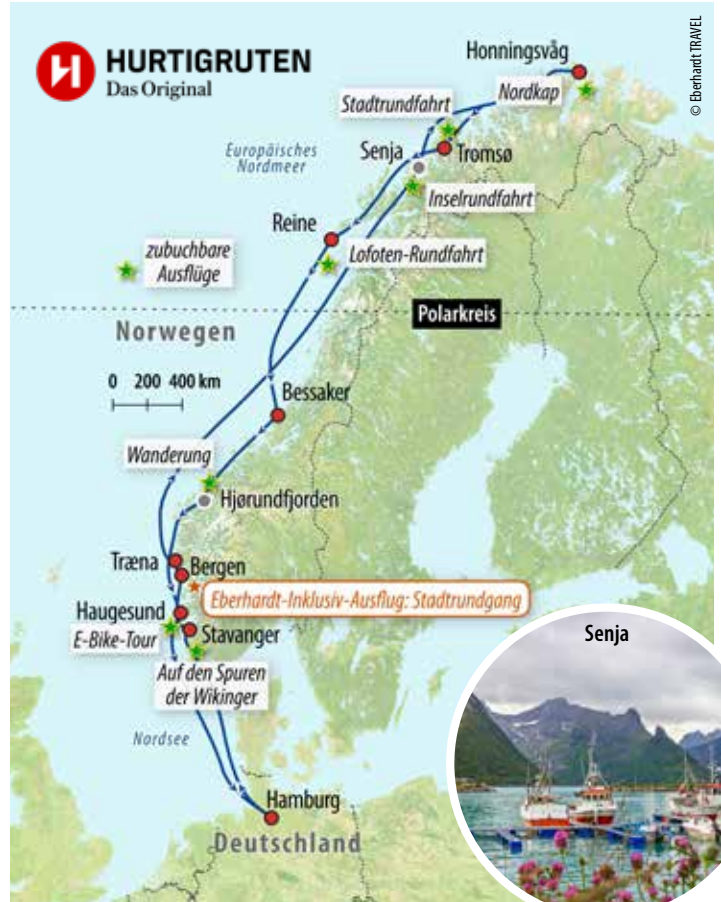 HURTIGRUTEN
Das Original
© Eberhardt TRAVEL
Honningsvåg
Nordkap
Stadtrundfahrt
Europäisches
Nordmeer
Senja
Tromsø
Inselrundfahrt
Reine
Lofoten-Rundfahrt
zubuchbare
Ausflüge
Polarkreis
Norwegen
0 200 400 km
Bessaker
Wanderung
Hjørundfjorden
Træna
Bergen
Eberhardt-Inklusiv-Ausflug: Stadtrundgang
Haugesund
E-Bike-Tour
Stavanger
Auf den Spuren
der Wikinger
Senja
Nordsee
Hamburg
Deutschland